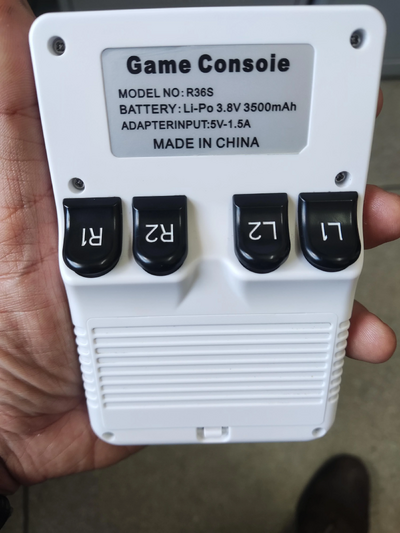 Game Consoie
MODEL NO: R36S
BATTERY: Li-Po 3.8V 3500mAh
ADAPTERINPUT:5V-1.5A
MADE IN CHINA
R1 R2 L2 L1